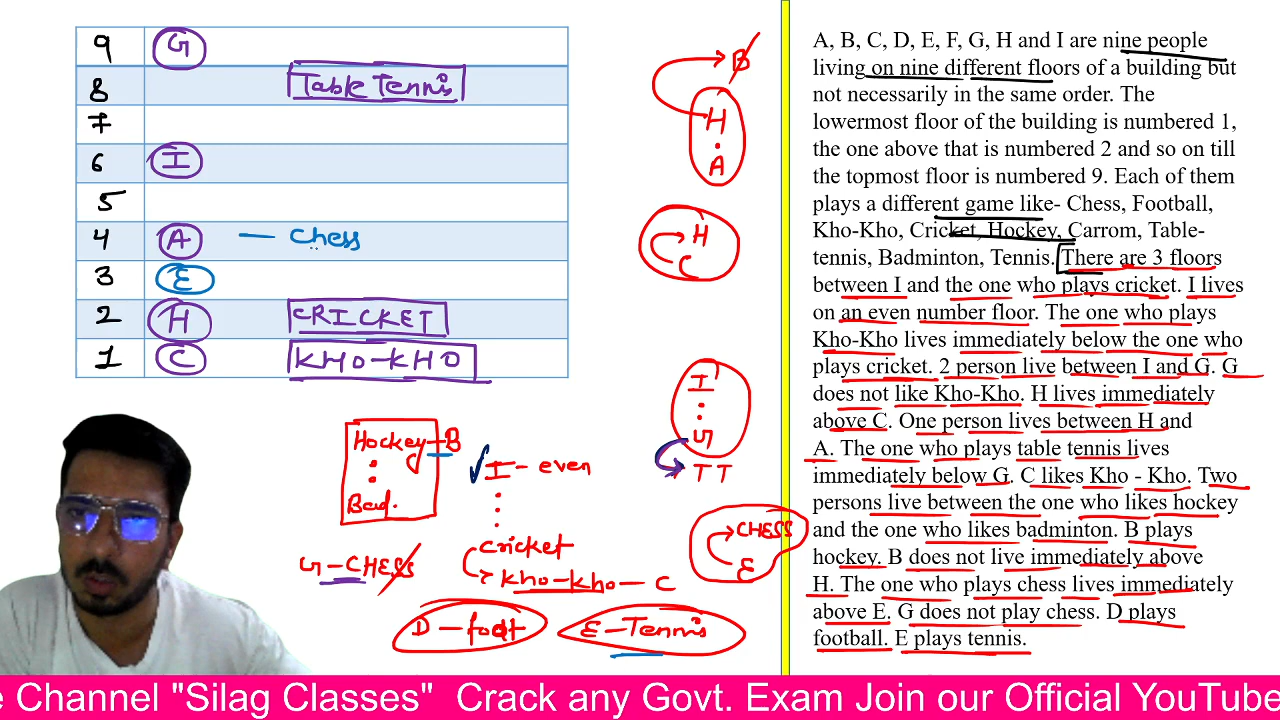 9 G
8 Table Tennis
7
6 I
5
4 A — Chess
3 E
2 H CRICKET
1 C KHO-KHO
B
H
A
H
C
I
G
TT
CHESS
E
Hockey-B
Bad.
I - even
cricket
kho-kho - C
G-CHESS
D-foot
E-Tennis
A, B, C, D, E, F, G, H and I are nine people
living on nine different floors of a building but
not necessarily in the same order. The
lowermost floor of the building is numbered 1,
the one above that is numbered 2 and so on till
the topmost floor is numbered 9. Each of them
plays a different game like- Chess, Football,
Kho-Kho, Cricket, Hockey, Carrom, Table-
tennis, Badminton, Tennis. There are 3 floors
between I and the one who plays cricket. I lives
on an even number floor. The one who plays
Kho-Kho lives immediately below the one who
plays cricket. 2 person live between I and G. G
does not like Kho-Kho. H lives immediately
above C. One person lives between H and
A. The one who plays table tennis lives
immediately below G. C likes Kho - Kho. Two
persons live between the one who likes hockey
and the one who likes badminton. B plays
hockey. B does not live immediately above
H. The one who plays chess lives immediately
above E. G does not play chess. D plays
football. E plays tennis.
e Channel "Silag Classes" Crack any Govt. Exam Join our Official YouTube